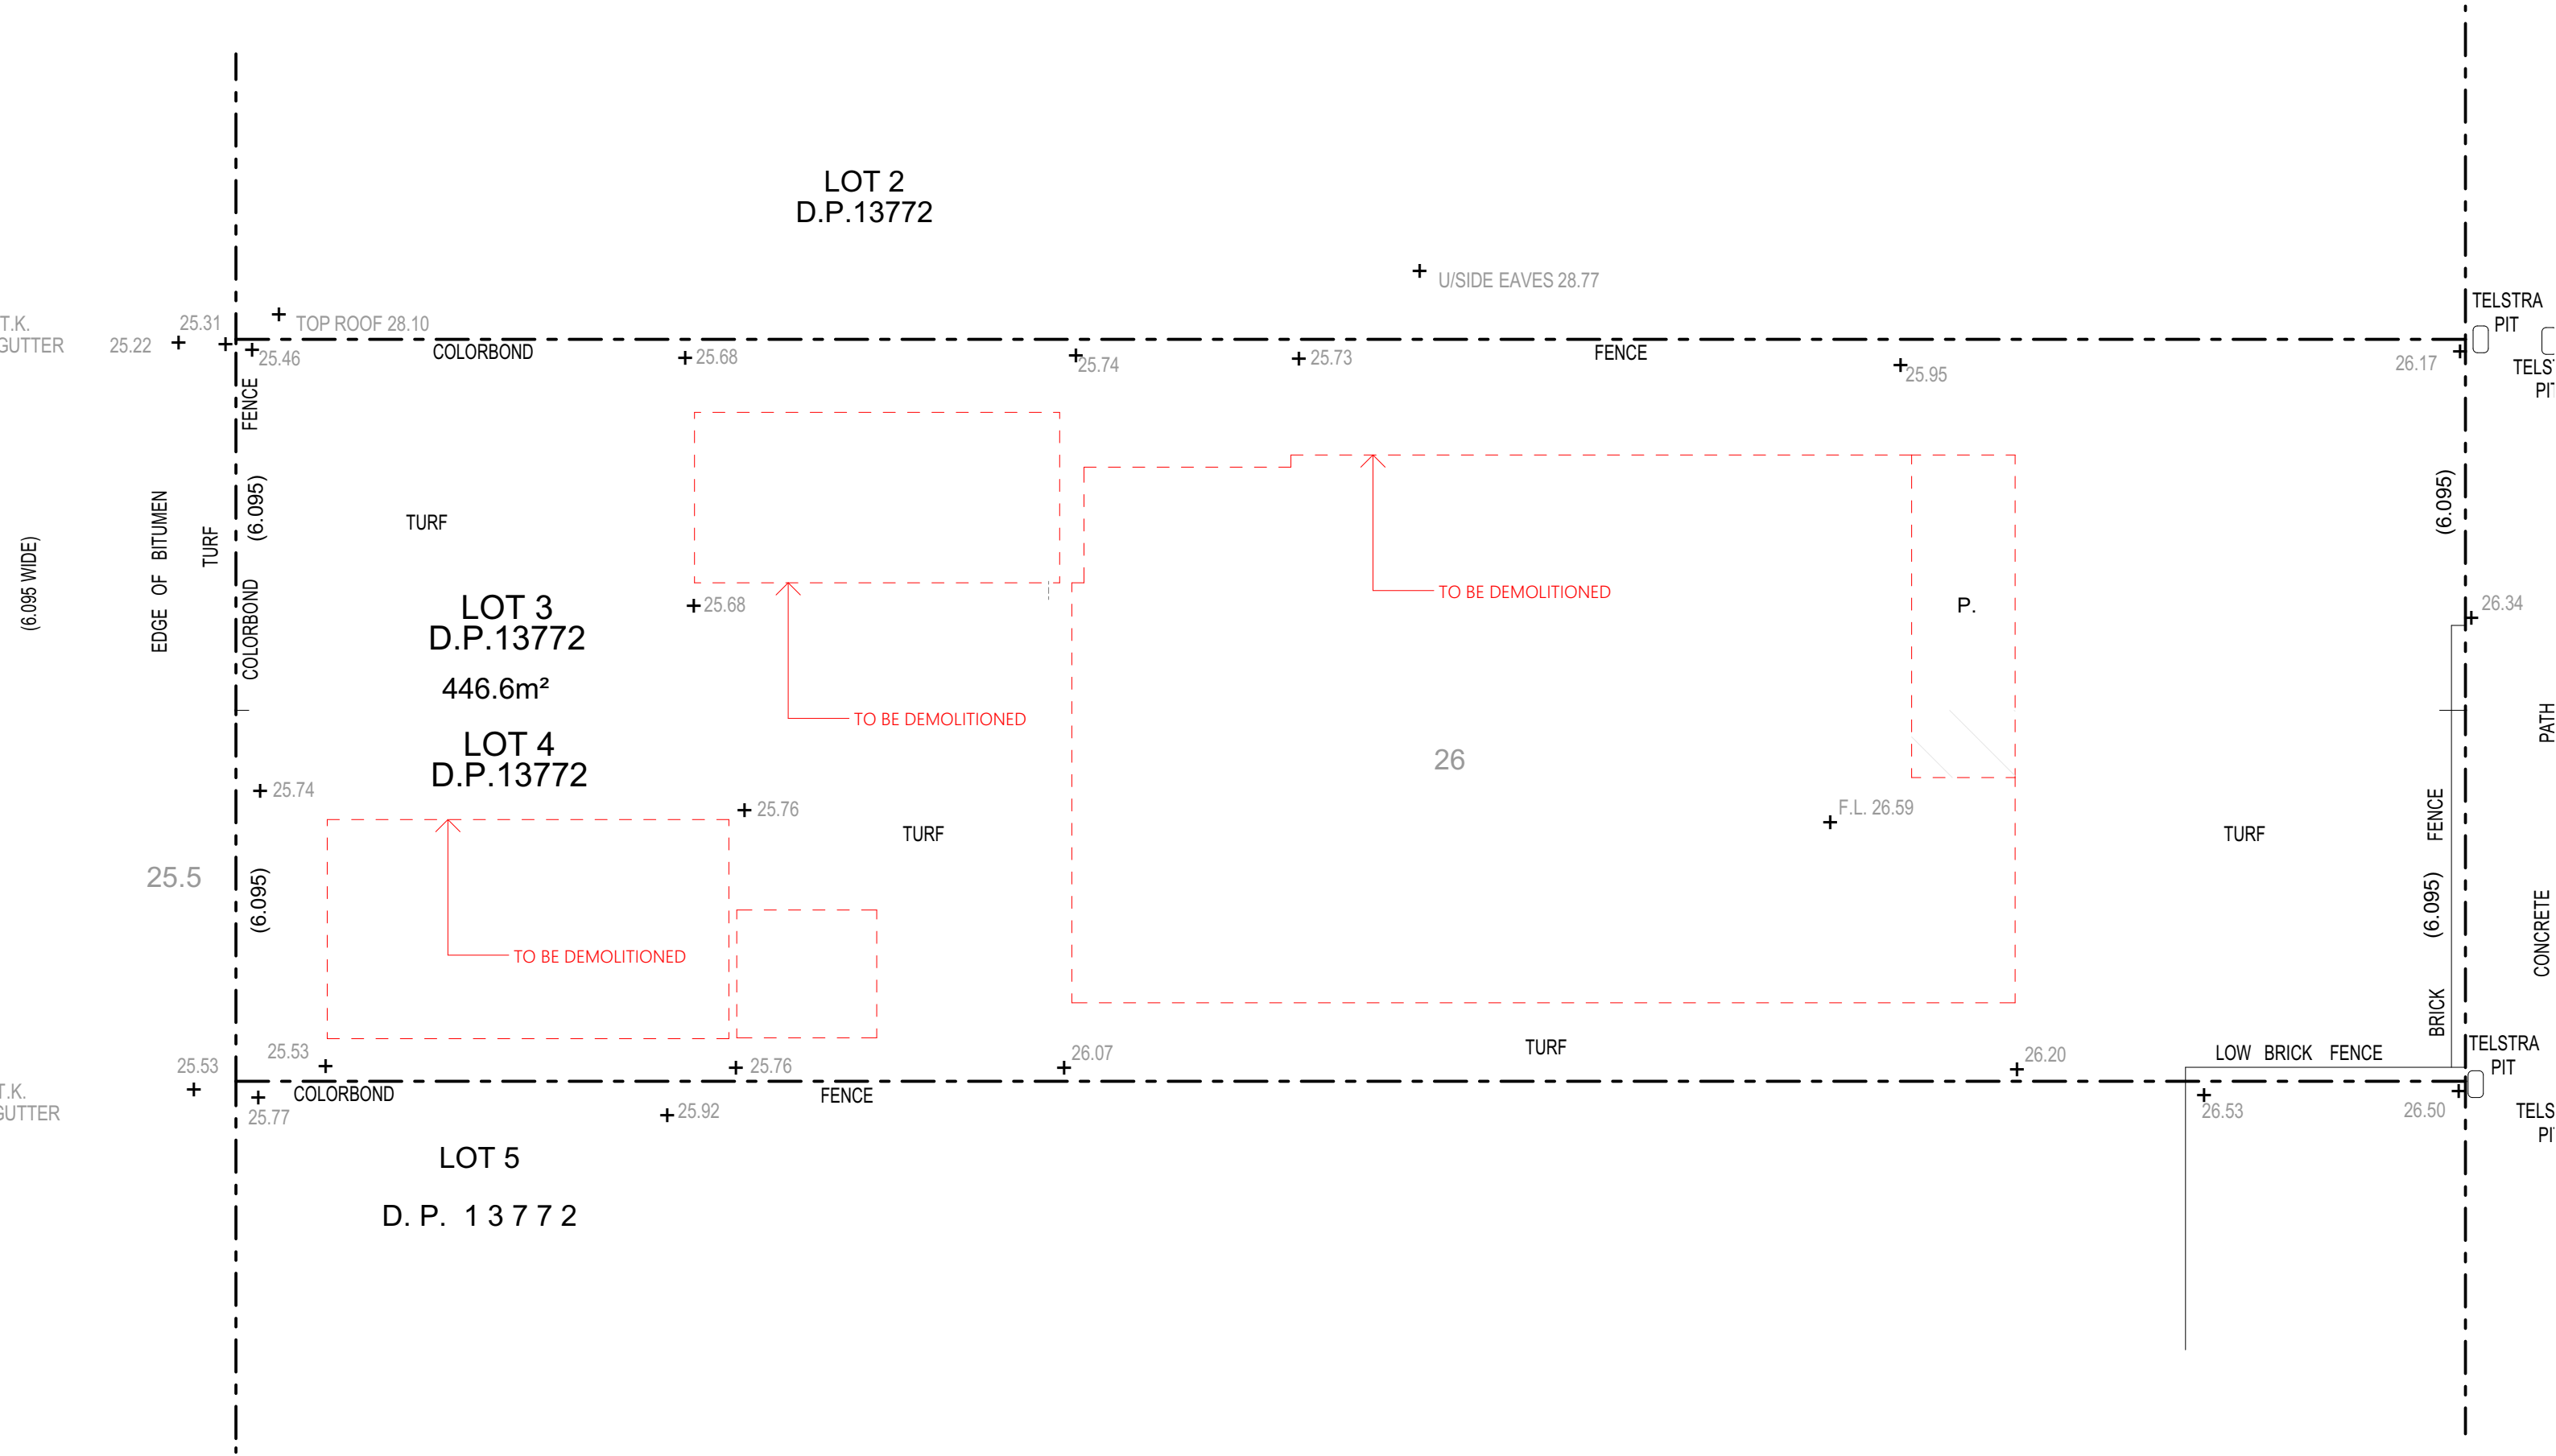 LOT 2
D.P.13772
U/SIDE EAVES 28.77
TELSTRA
PIT
T.K.
GUTTER
25.22
25.31
TOP ROOF 28.10
25.46
COLORBOND
25.68
25.74
25.73
FENCE
25.95
26.17
FENCE
(6.095)
COLORBOND
(6.095 WIDE)
EDGE OF BITUMEN
TURF
TURF
(6.095)
LOT 3
D.P.13772
446.6m²
25.68
TO BE DEMOLITIONED
TO BE DEMOLITIONED
P.
26.34
LOT 4
D.P.13772
25.74
25.76
TURF
26
F.L. 26.59
TURF
PATH
FENCE
(6.095)
BRICK
CONCRETE
25.5
(6.095)
TO BE DEMOLITIONED
25.53
25.53
25.76
26.07
TURF
26.20
LOW BRICK FENCE
TELSTRA
PIT
T.K.
GUTTER
25.77
COLORBOND
25.92
FENCE
26.53
26.50
LOT 5
D. P. 1 3 7 7 2